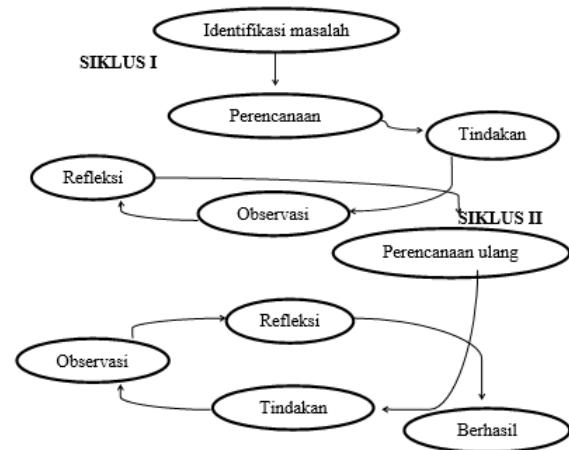 Identifikasi masalah
SIKLUS I
Perencanaan
Tindakan
Refleksi
Observasi
SIKLUS II
Perencanaan ulang
Refleksi
Observasi
Tindakan
Berhasil